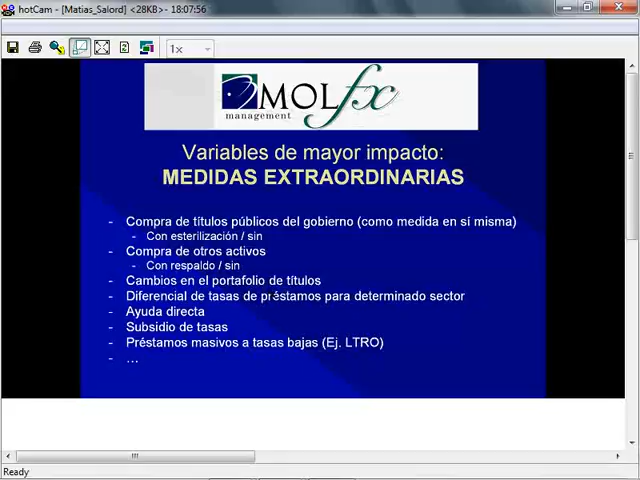 hotCam - [Matias_Salord] <28KB> - 18:07:56
2
1x
MOLfx
management
Variables de mayor impacto:
MEDIDAS EXTRAORDINARIAS
- Compra de títulos públicos del gobierno (como medida en sí misma)
- Con esterilización / sin
- Compra de otros activos
- Con respaldo / sin
- Cambios en el portafolio de títulos
- Diferencial de tasas de préstamos para determinado sector
- Ayuda directa
- Subsidio de tasas
- Préstamos masivos a tasas bajas (Ej. LTRO)
- …
Ready